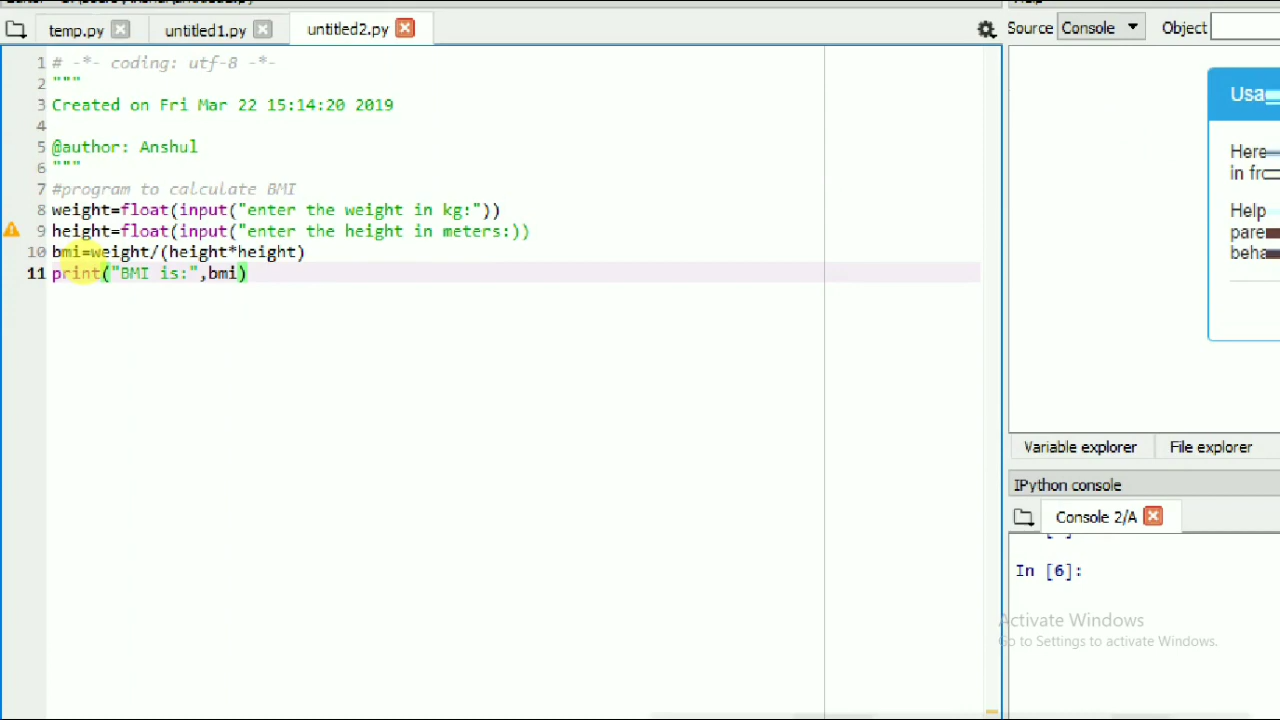 temp.py untitled1.py untitled2.py
Source Console Object
1 # -*- coding: utf-8 -*-
2 """
3 Created on Fri Mar 22 15:14:20 2019
4
5 @author: Anshul
6 """
7 #program to calculate BMI
8 weight=float(input("enter the weight in kg:"))
9 height=float(input("enter the height in meters:))
10 bmi=weight/(height*height)
11 print("BMI is:",bmi)
Usa
Here
in
Help
Variable explorer File explorer
IPython console
Console 2/A
In [6]:
Activate Windows
Go to Settings to activate Windows.